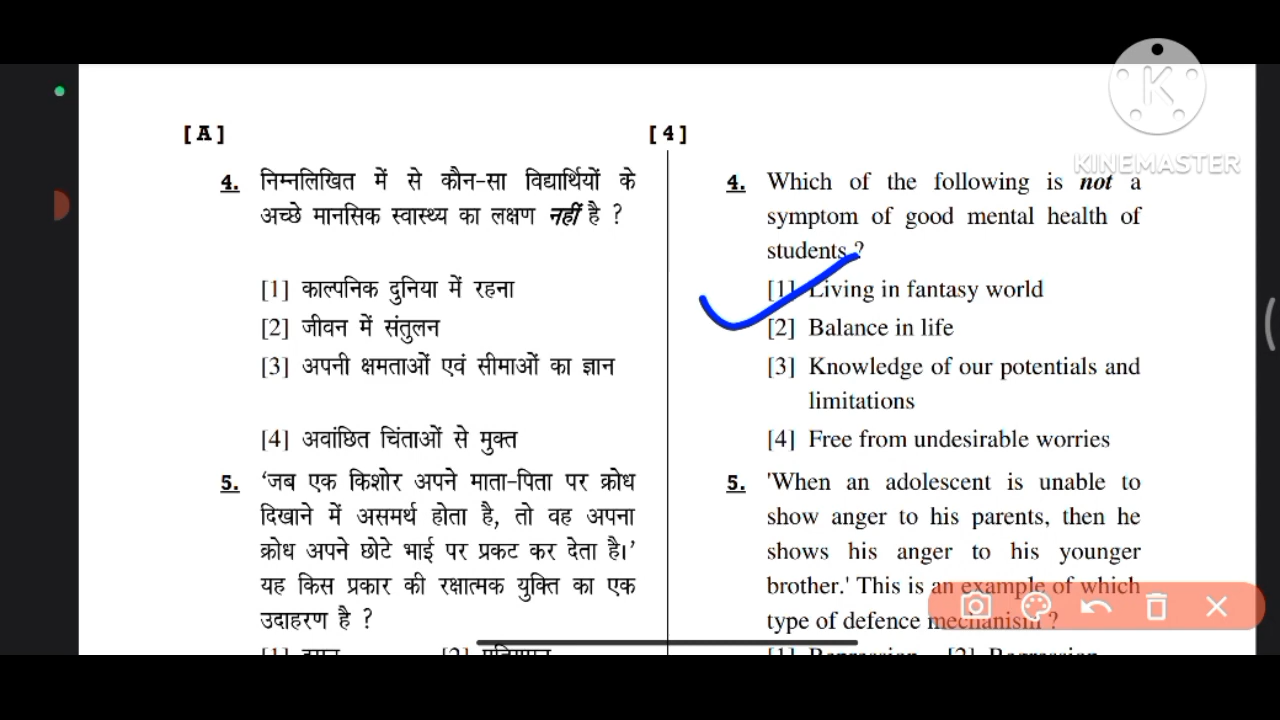 KINEMASTER
[ A ]
[ 4 ]
4. निम्नलिखित में से कौन-सा विद्यार्थियों के
अच्छे मानसिक स्वास्थ्य का लक्षण नहीं है ?
[1] काल्पनिक दुनिया में रहना
[2] जीवन में संतुलन
[3] अपनी क्षमताओं एवं सीमाओं का ज्ञान
[4] अवांछित चिंताओं से मुक्त
5. 'जब एक किशोर अपने माता-पिता पर क्रोध
दिखाने में असमर्थ होता है, तो वह अपना
क्रोध अपने छोटे भाई पर प्रकट कर देता है।'
यह किस प्रकार की रक्षात्मक युक्ति का एक
उदाहरण है ?
4. Which of the following is not a
symptom of good mental health of
students ?
[1] Living in fantasy world
[2] Balance in life
[3] Knowledge of our potentials and
limitations
[4] Free from undesirable worries
5. 'When an adolescent is unable to
show anger to his parents, then he
shows his anger to his younger
brother.' This is an example of which
type of defence mechanism ?